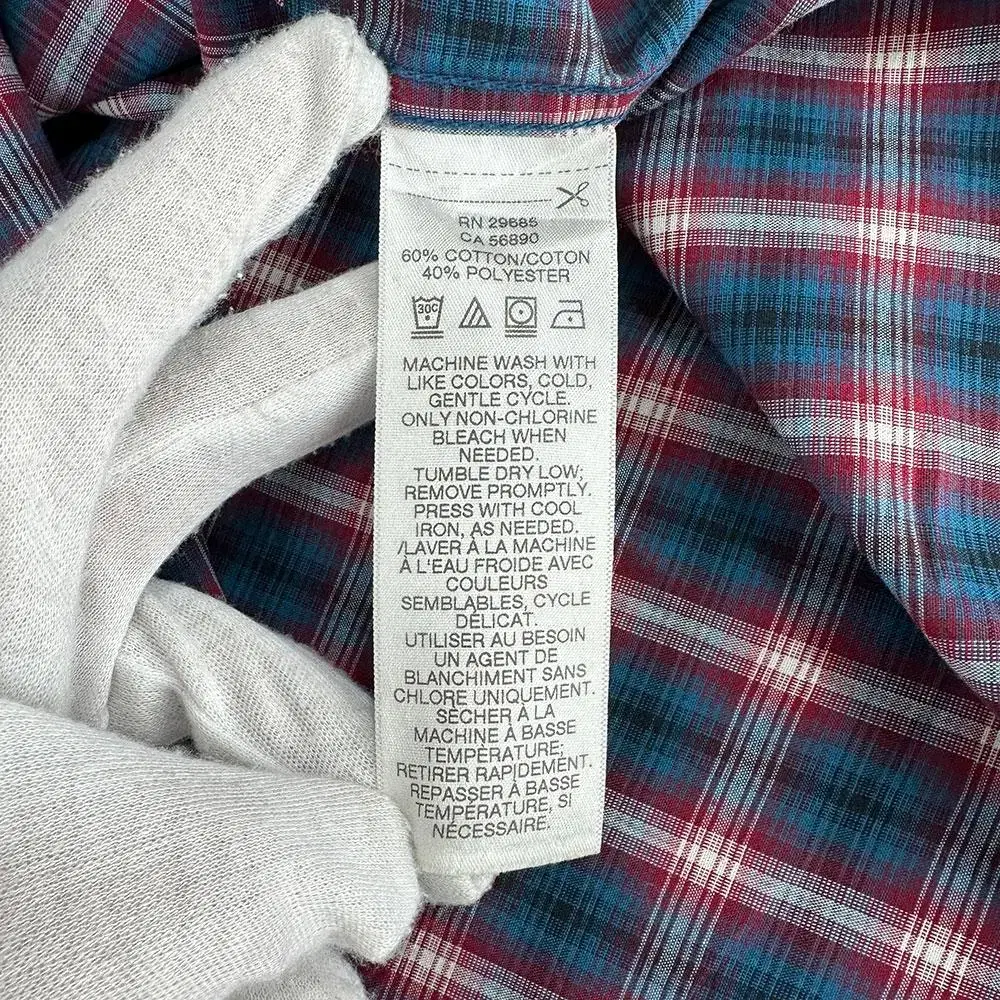 RN 29685
CA 56890
60% COTTON/COTON
40% POLYESTER
30C
MACHINE WASH WITH
LIKE COLORS, COLD,
GENTLE CYCLE.
ONLY NON-CHLORINE
BLEACH WHEN
NEEDED.
TUMBLE DRY LOW;
REMOVE PROMPTLY.
PRESS WITH COOL
IRON, AS NEEDED.
/LAVER À LA MACHINE
À L'EAU FROIDE AVEC
COULEURS
SEMBLABLES, CYCLE
DÉLICAT.
UTILISER AU BESOIN
UN AGENT DE
BLANCHIMENT SANS
CHLORE UNIQUEMENT.
SÉCHER À LA
MACHINE À BASSE
TEMPÉRATURE;
RETIRER RAPIDEMENT.
REPASSER À BASSE
TEMPÉRATURE, SI
NÉCESSAIRE.